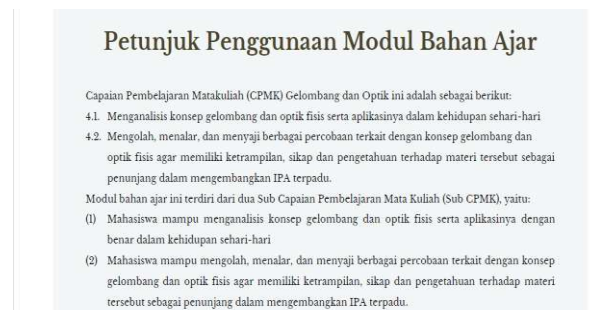 Petunjuk Penggunaan Modul Bahan Ajar
Capaian Pembelajaran Matakuliah (CPMK) Gelombang dan Optik ini adalah sebagai berikut:
4.1. Menganalisis konsep gelombang dan optik fisis serta aplikasinya dalam kehidupan sehari-hari
4.2. Mengolah, menalar, dan menyaji berbagai percobaan terkait dengan konsep gelombang dan
optik fisis agar memiliki ketrampilan, sikap dan pengetahuan terhadap materi tersebut sebagai
penunjang dalam mengembangkan IPA terpadu.
Modul bahan ajar ini terdiri dari dua Sub Capaian Pembelajaran Mata Kuliah (Sub CPMK), yaitu:
(1) Mahasiswa mampu menganalisis konsep gelombang dan optik fisis serta aplikasinya dengan
benar dalam kehidupan sehari-hari
(2) Mahasiswa mampu mengolah, menalar, dan menyaji berbagai percobaan terkait dengan konsep
gelombang dan optik fisis agar memiliki ketrampilan, sikap dan pengetahuan terhadap materi
tersebut sebagai penunjang dalam mengembangkan IPA terpadu.